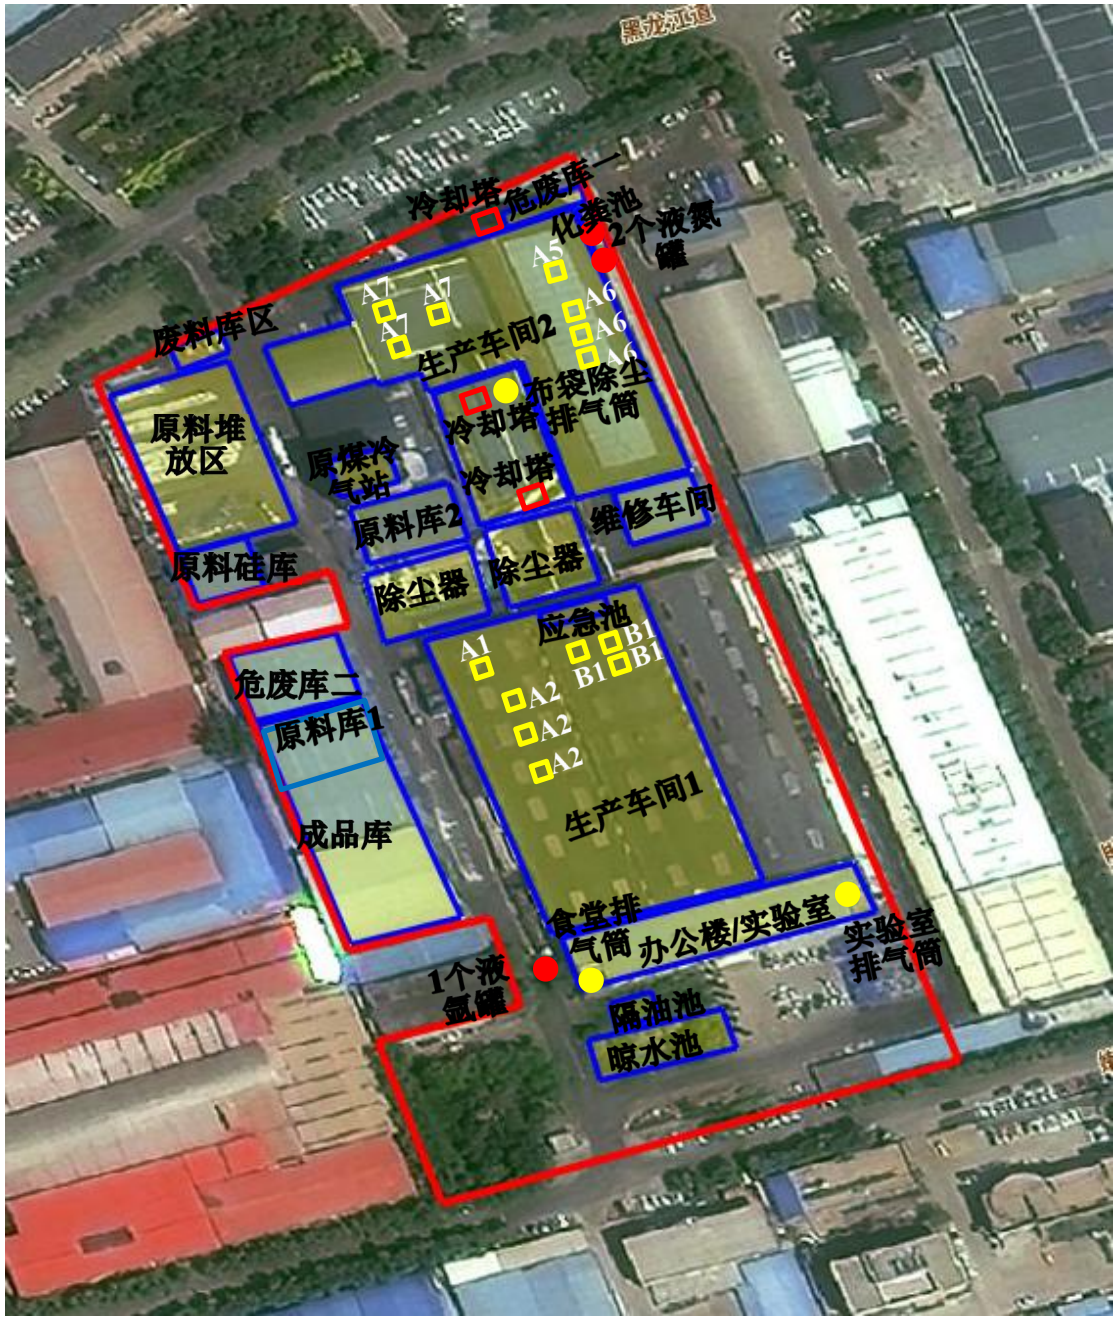 黑龙江道
冷却塔
危废库一
化粪池
2个液氮
罐
A5
A7
A7
A7
A6
A6
A6
废料库区
生产车间2
布袋除尘
排气筒
冷却塔
原料堆
放区
原煤冷
气站
冷却塔
原料库2
维修车间
原料硅库
除尘器
除尘器
应急池
A1
B1
B1
B1
A2
A2
A2
危废库二
原料库1
成品库
生产车间1
食堂排
气筒
办公楼/实验室
实验室
排气筒
1个液
氩罐
隔油池
晾水池